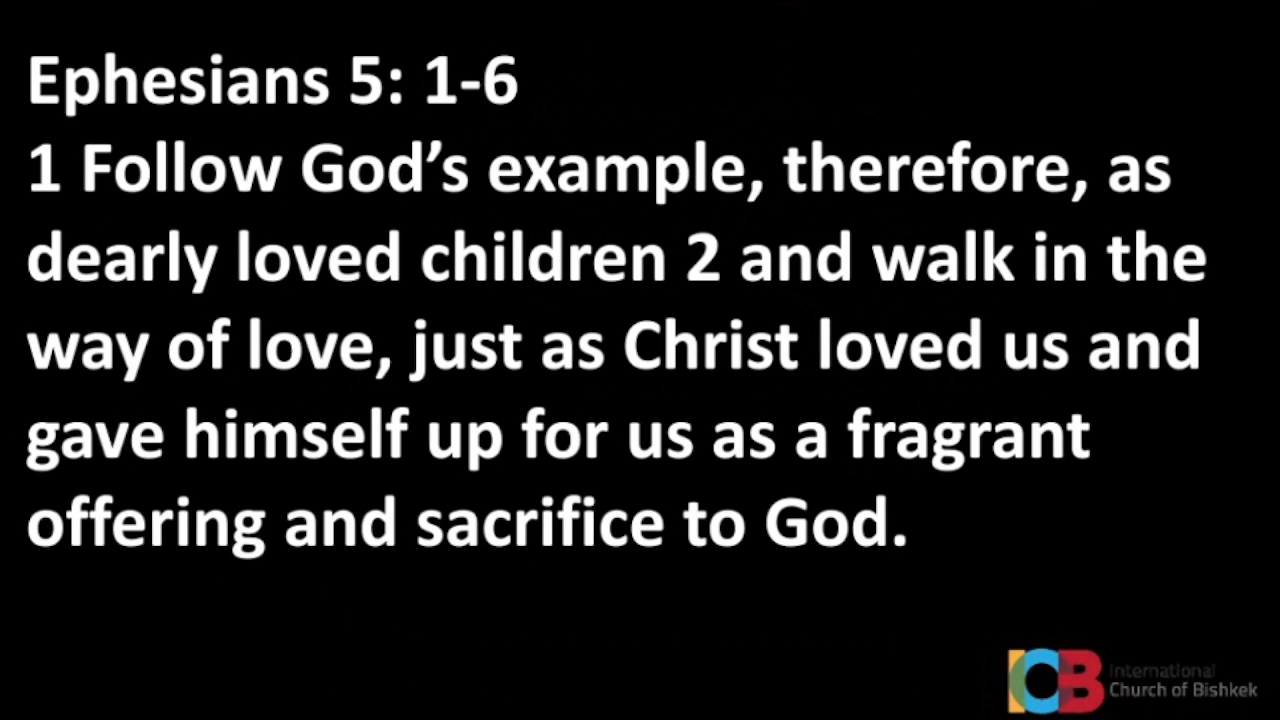 Ephesians 5: 1-6
1 Follow God’s example, therefore, as
dearly loved children 2 and walk in the
way of love, just as Christ loved us and
gave himself up for us as a fragrant
offering and sacrifice to God.
ICB
International
Church of Bishkek